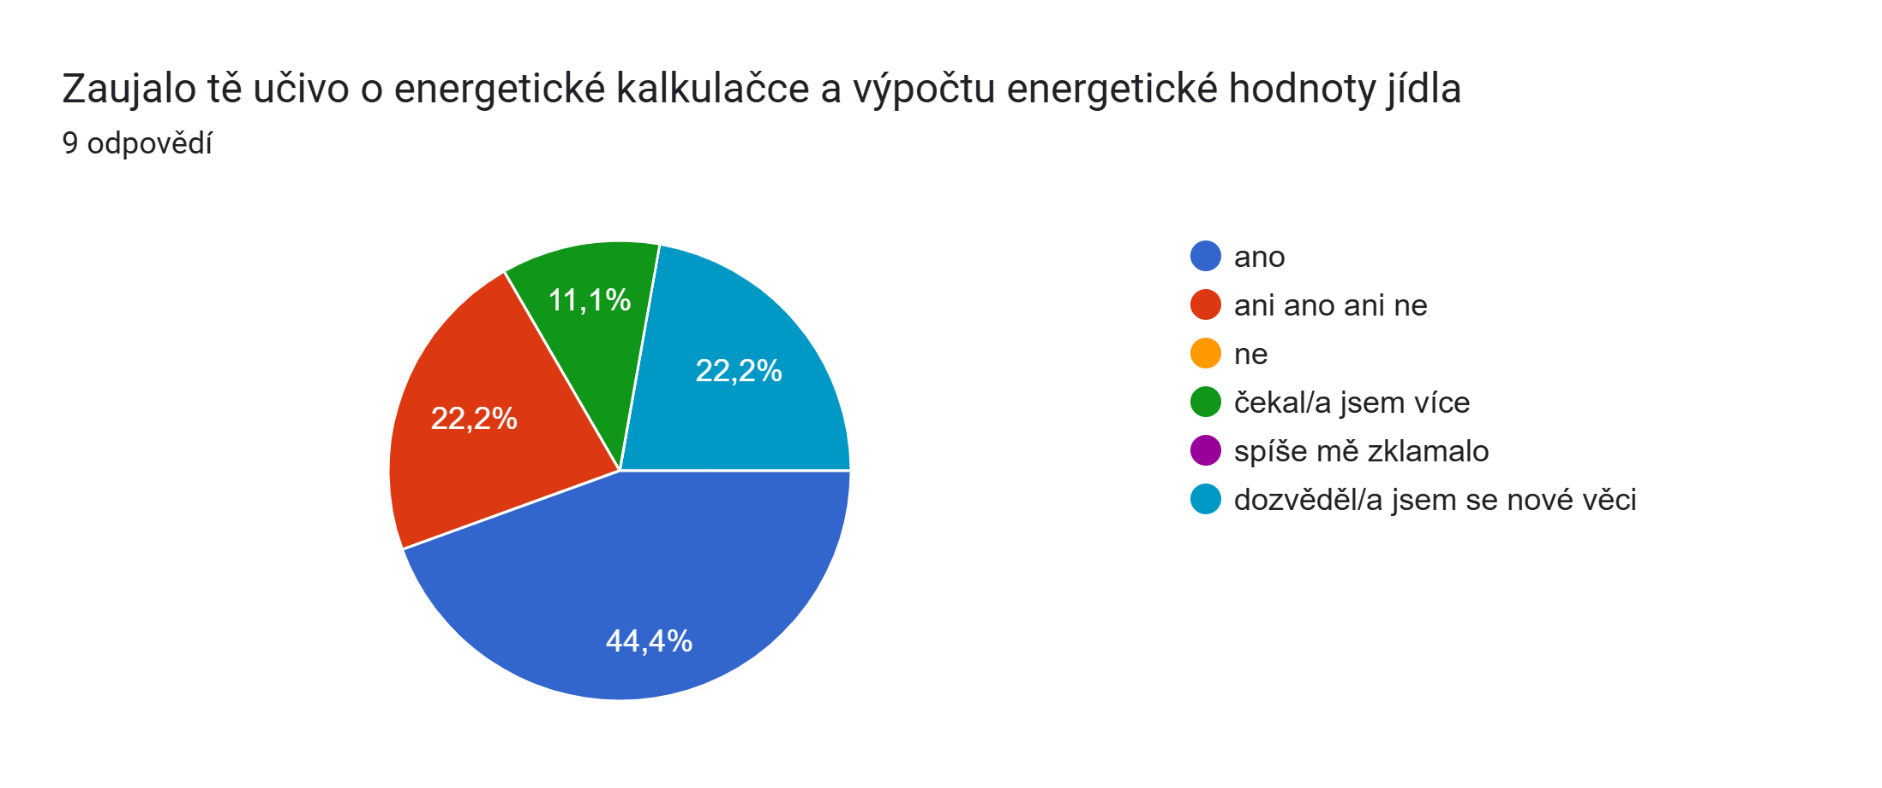 Zaujalo tě učivo o energetické kalkulačce a výpočtu energetické hodnoty jídla
9 odpovědí
11,1%
22,2%
22,2%
44,4%
ano
ani ano ani ne
ne
čekal/a jsem více
spíše mě zklamalo
dozvěděl/a jsem se nové věci